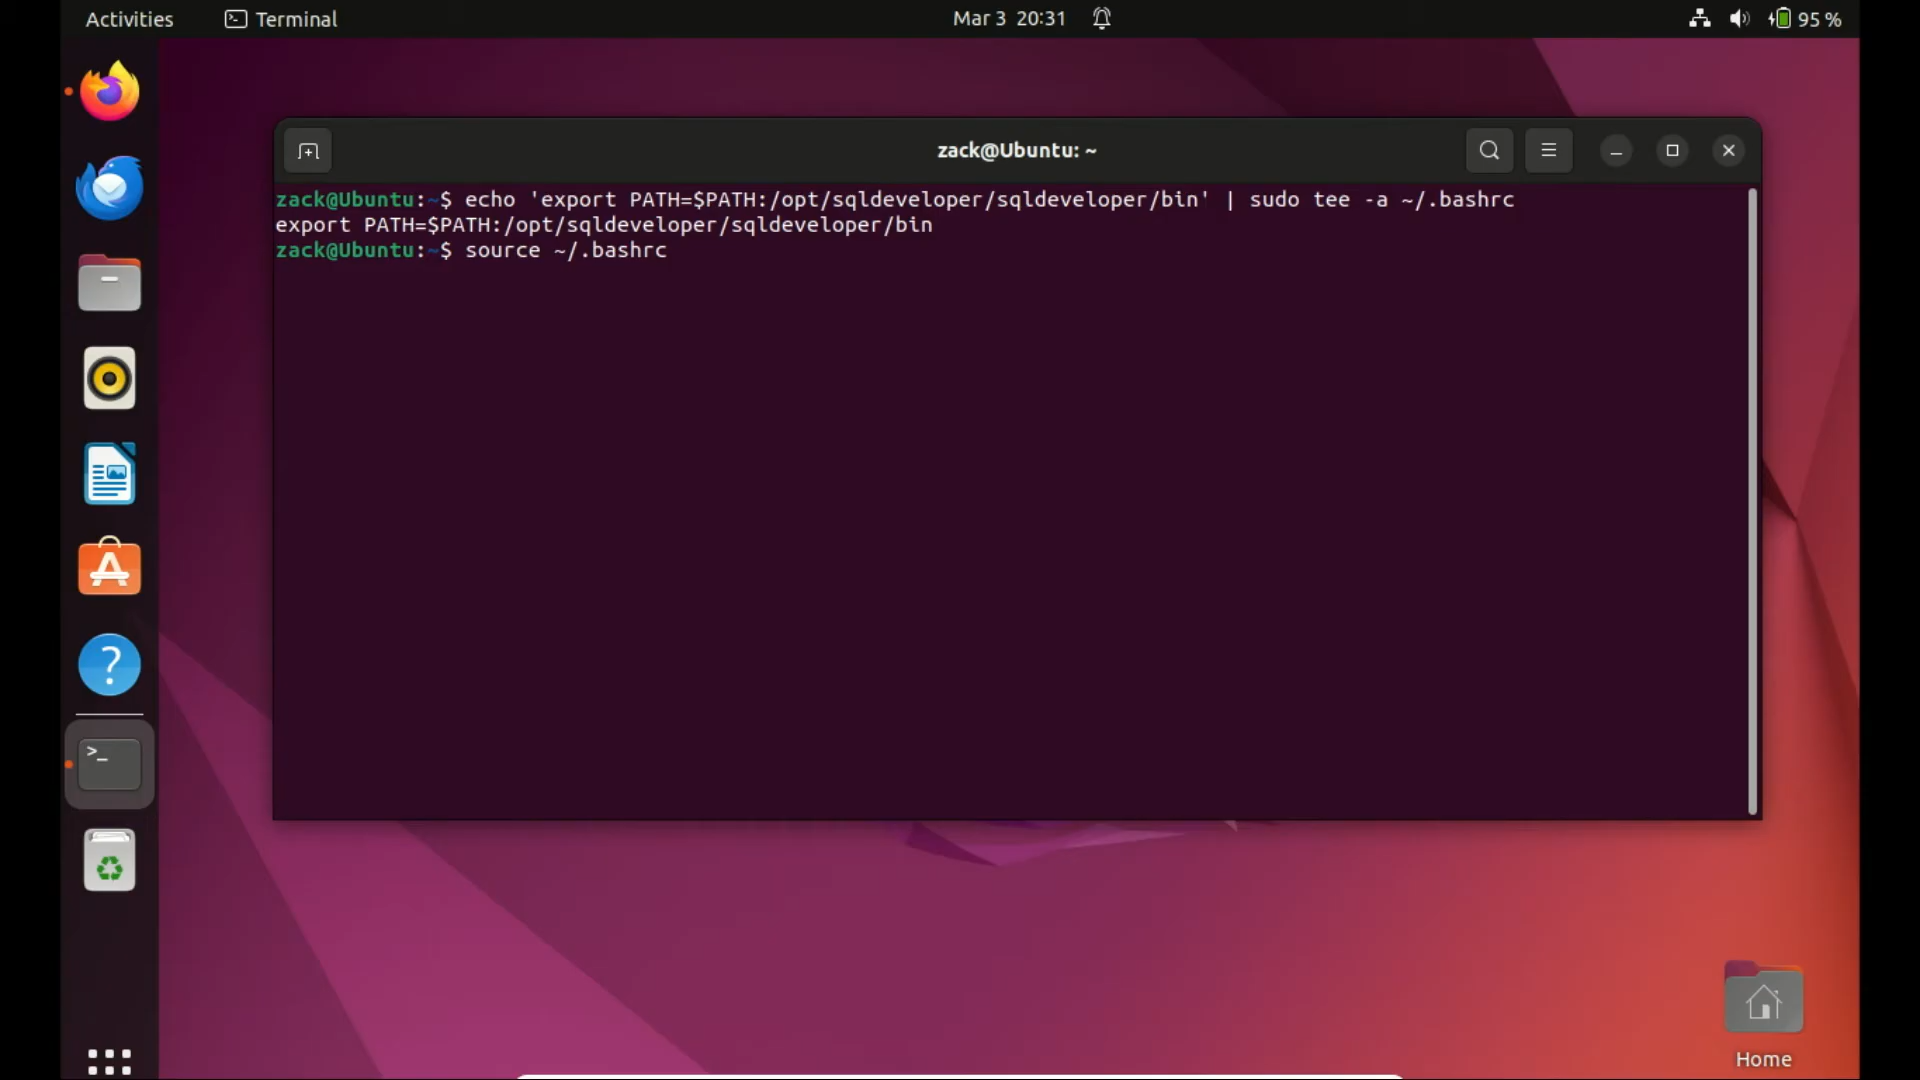 Activities Terminal Mar 3 20:31 95 %
zack@Ubuntu: ~
zack@Ubuntu:~$ echo 'export PATH=$PATH:/opt/sqldeveloper/sqldeveloper/bin' | sudo tee -a ~/.bashrc
export PATH=$PATH:/opt/sqldeveloper/sqldeveloper/bin
zack@Ubuntu:~$ source ~/.bashrc
Home